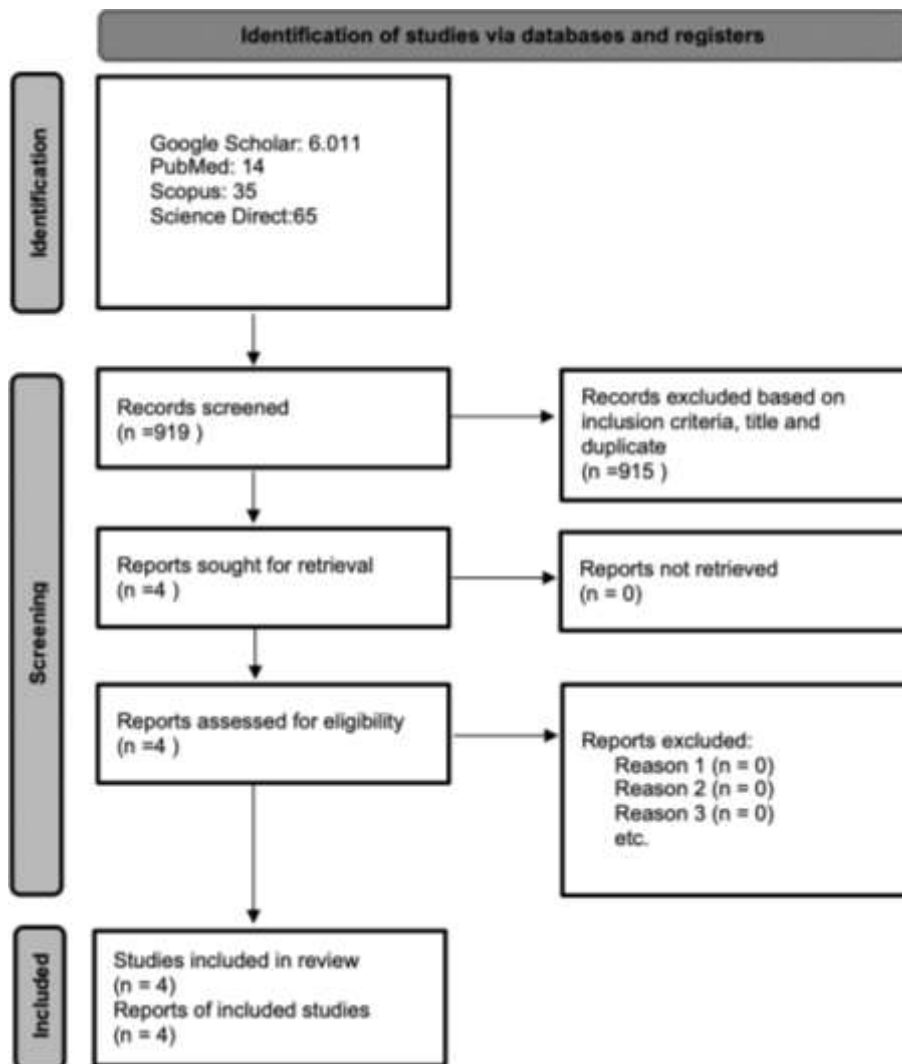 Identification of studies via databases and registers
Identification
Google Scholar: 6.011
PubMed: 14
Scopus: 35
Science Direct:65
Screening
Records screened
(n =919 )
Records excluded based on
inclusion criteria, title and
duplicate
(n =915 )
Reports sought for retrieval
(n =4 )
Reports not retrieved
(n = 0)
Reports assessed for eligibility
(n =4 )
Reports excluded:
Reason 1 (n = 0)
Reason 2 (n = 0)
Reason 3 (n = 0)
etc.
Included
Studies included in review
(n = 4)
Reports of included studies
(n = 4)